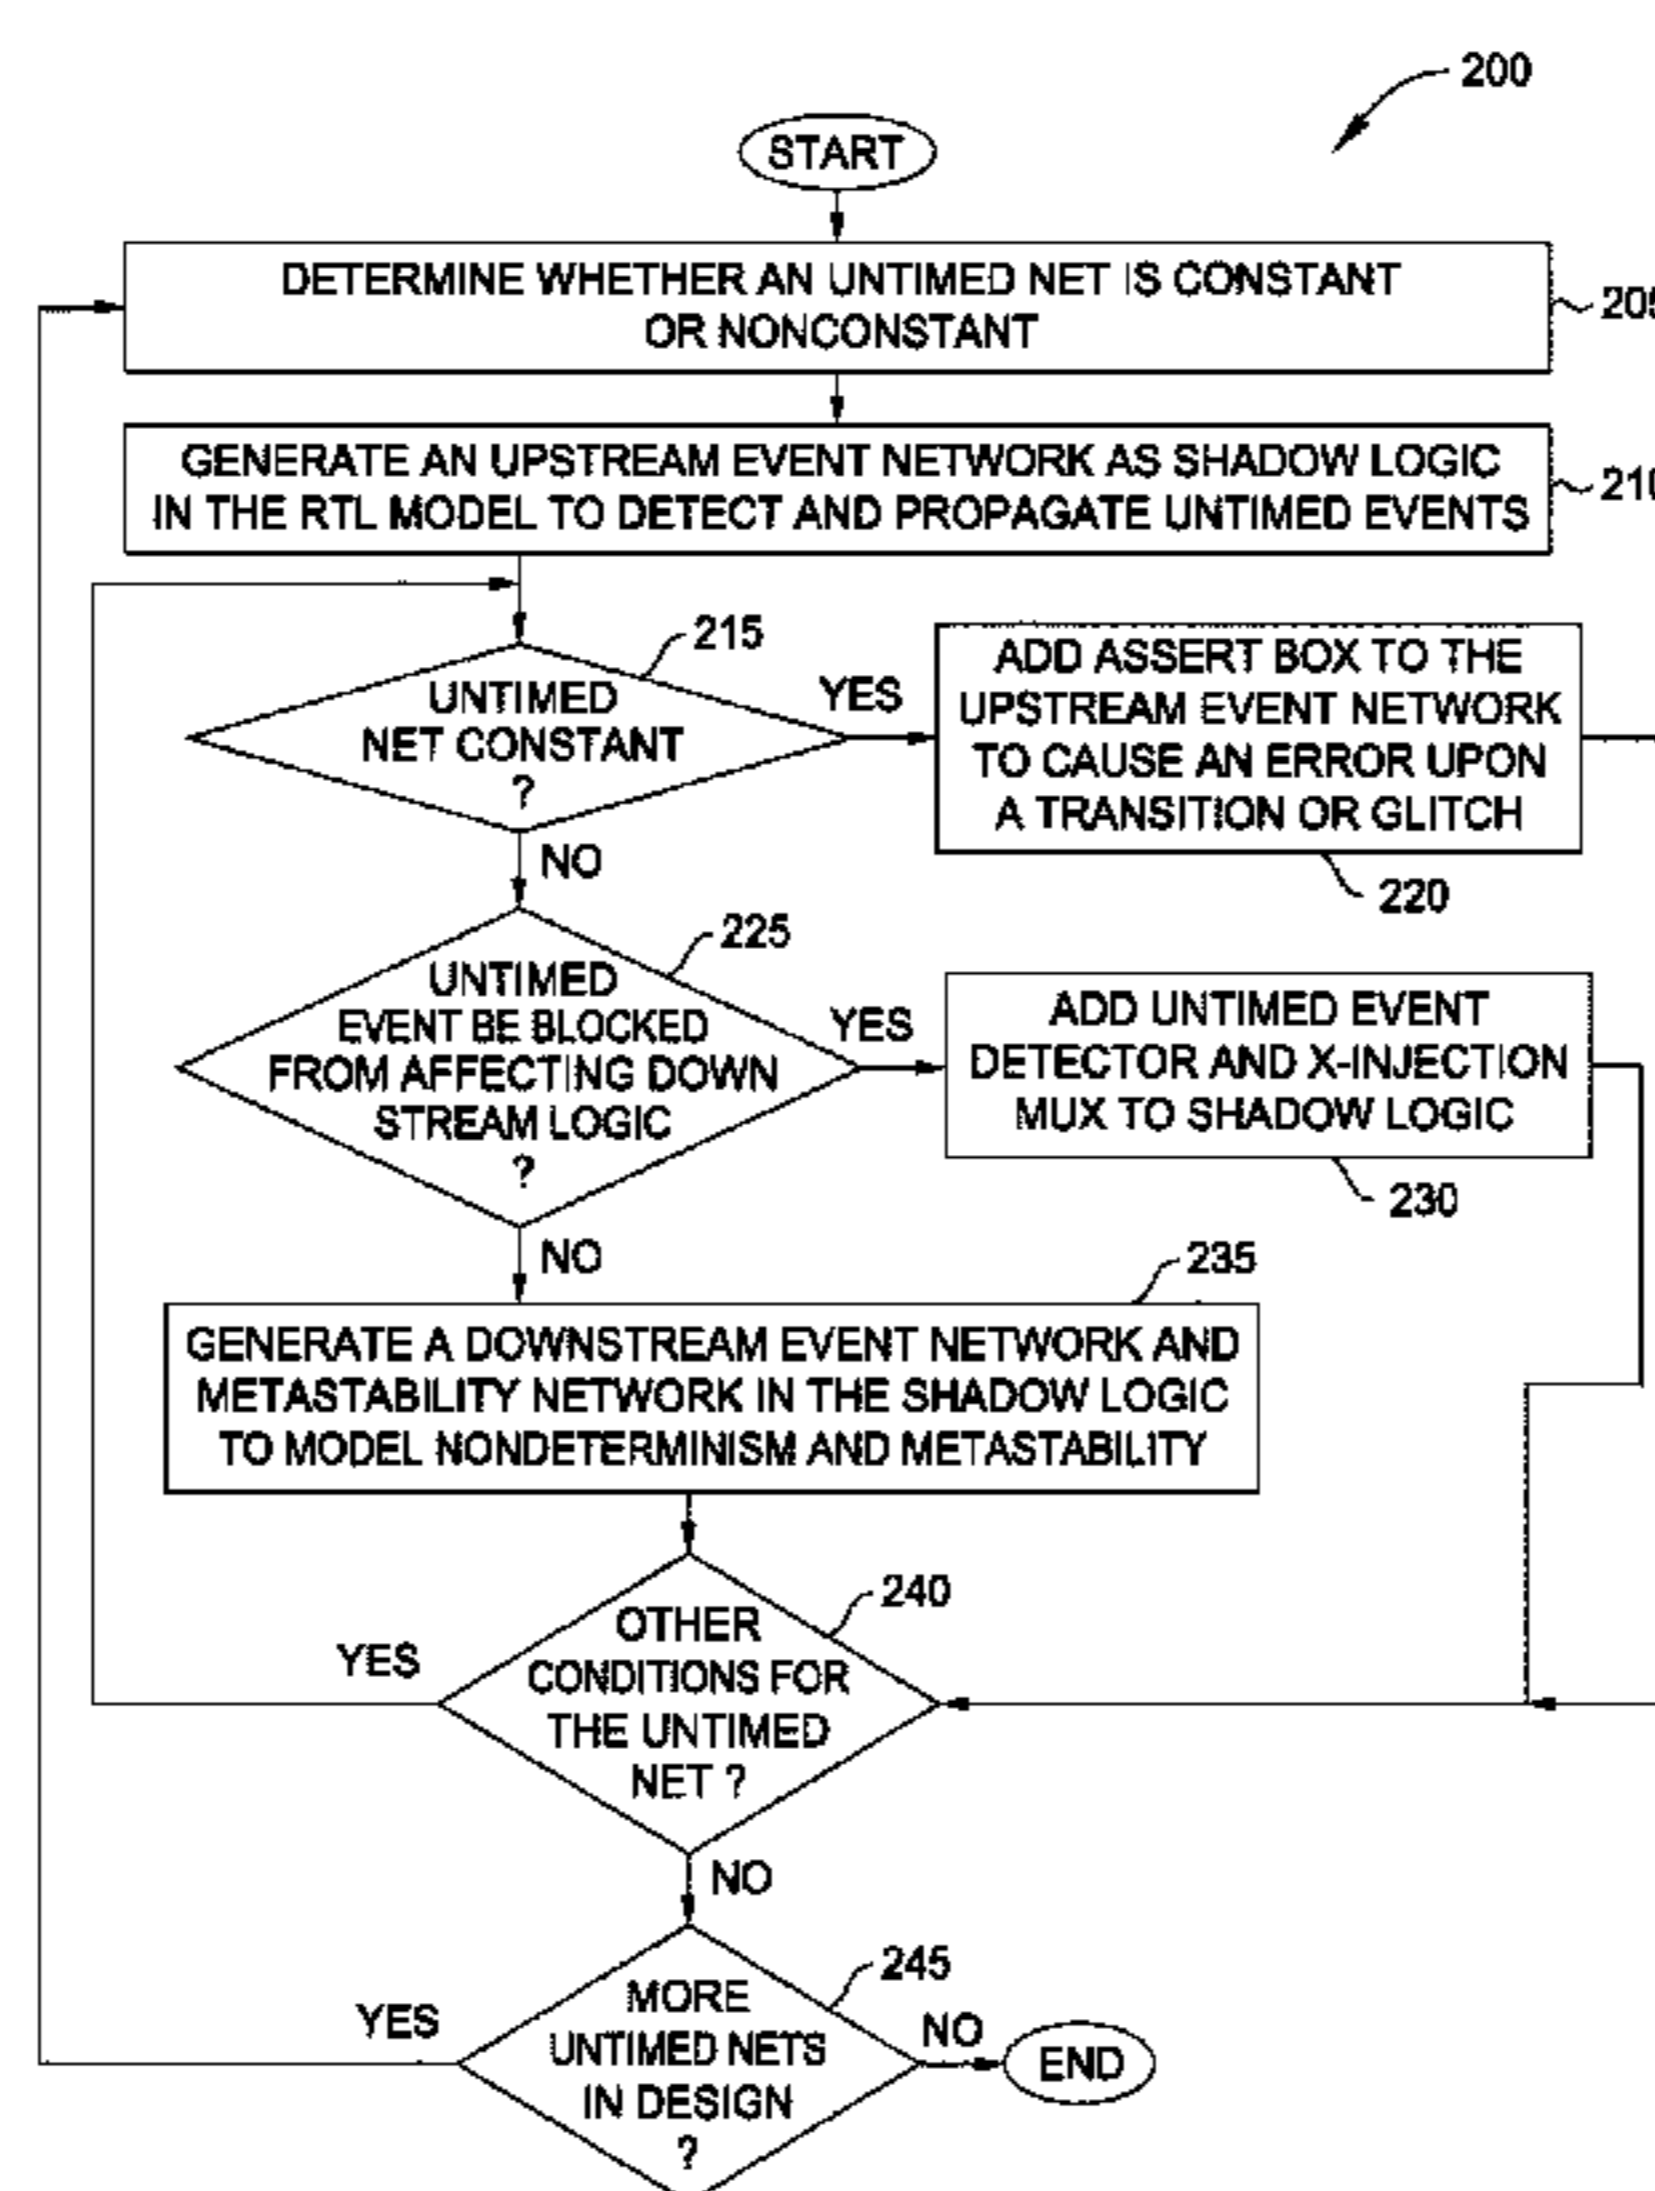 200
START
DETERMINE WHETHER AN UNTIMED NET IS CONSTANT
OR NONCONSTANT
205
GENERATE AN UPSTREAM EVENT NETWORK AS SHADOW LOGIC
IN THE RTL MODEL TO DETECT AND PROPAGATE UNTIMED EVENTS
210
215
UNTIMED
NET CONSTANT
?
YES
ADD ASSERT BOX TO THE
UPSTREAM EVENT NETWORK
TO CAUSE AN ERROR UPON
A TRANSITION OR GLITCH
220
NO
225
UNTIMED
EVENT BE BLOCKED
FROM AFFECTING DOWN
STREAM LOGIC
?
YES
ADD UNTIMED EVENT
DETECTOR AND X-INJECTION
MUX TO SHADOW LOGIC
230
NO
235
GENERATE A DOWNSTREAM EVENT NETWORK AND
METASTABILITY NETWORK IN THE SHADOW LOGIC
TO MODEL NONDETERMINISM AND METASTABILITY
240
OTHER
CONDITIONS FOR
THE UNTIMED
NET ?
YES
NO
245
MORE
UNTIMED NETS
IN DESIGN
?
YES
NO
END